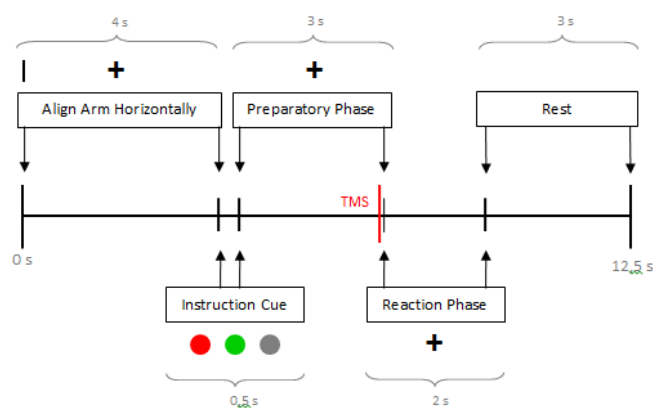 4 s
3 s
3 s
Align Arm Horizontally
Preparatory Phase
Rest
TMS
0 s
12,5 s
Instruction Cue
Reaction Phase
0,5 s
2 s